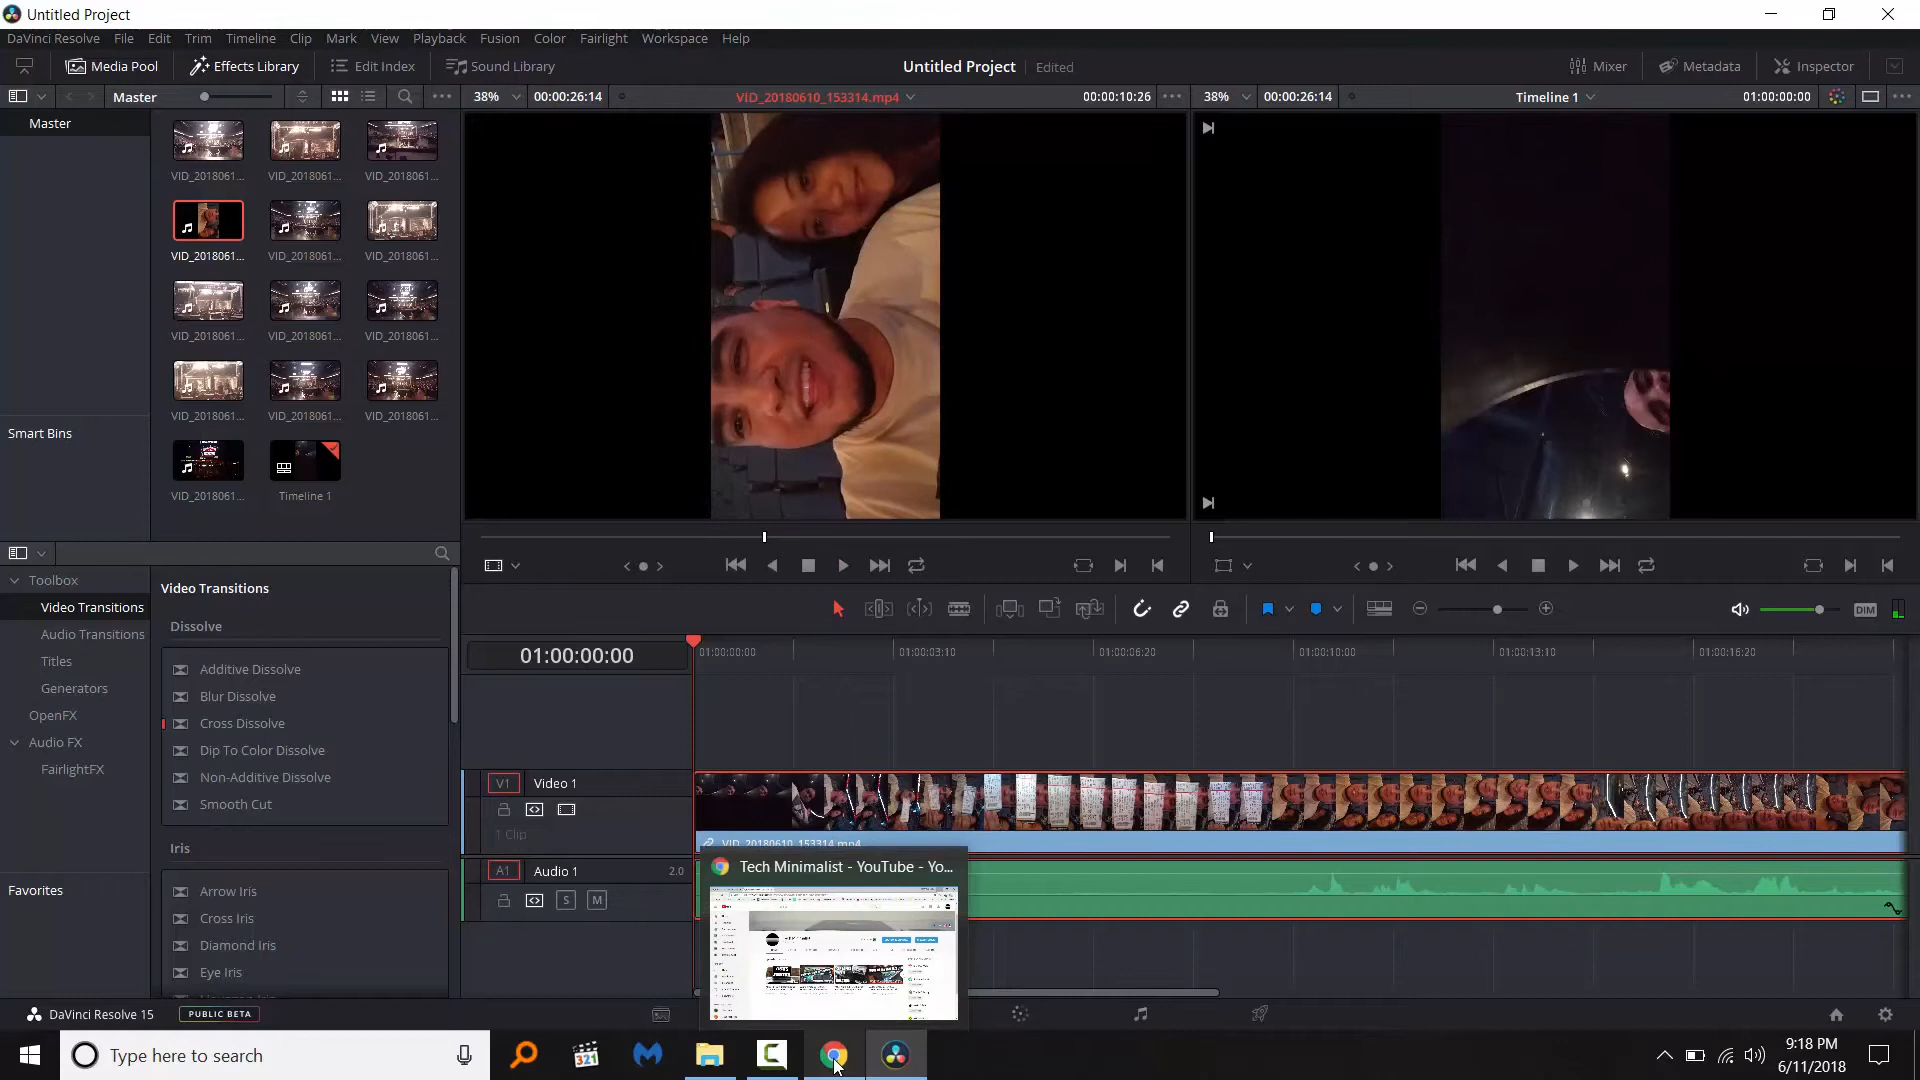 Untitled Project
DaVinci Resolve File Edit Trim Timeline Clip Mark View Playback Fusion Color Fairlight Workspace Help
Media Pool Effects Library Edit Index Sound Library Untitled Project Edited Mixer Metadata Inspector
Master 38% 00:00:26:14 VID_20180610_153314.mp4 00:00:10:26 38% 00:00:26:14 Timeline 1 01:00:00:00
Master
VID_2018061... VID_2018061... VID_2018061...
VID_2018061... VID_2018061... VID_2018061...
VID_2018061... VID_2018061... VID_2018061...
VID_2018061... VID_2018061... VID_2018061...
Smart Bins
VID_2018061... Timeline 1
Toolbox
Video Transitions
Audio Transitions
Titles
Generators
OpenFX
Audio FX
FairlightFX
Favorites
Video Transitions
Dissolve
Additive Dissolve
Blur Dissolve
Cross Dissolve
Dip To Color Dissolve
Non-Additive Dissolve
Smooth Cut
Iris
Arrow Iris
Cross Iris
Diamond Iris
Eye Iris
DIM
01:00:00:00 01:00:00:00 01:00:03:10 01:00:06:20 01:00:10:00 01:00:13:10 01:00:16:20
V1 Video 1
1 Clip
VID_20180610_153314.mp4
A1 Audio 1 2.0
S M
Tech Minimalist - YouTube - Yo...
DaVinci Resolve 15 PUBLIC BETA
Type here to search
321
9:18 PM
6/11/2018